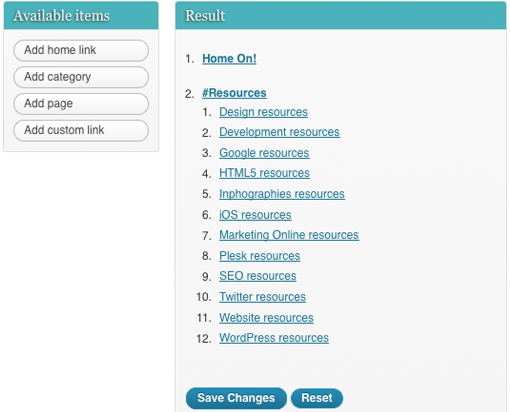 Available items
Add home link
Add category
Add page
Add custom link
Result
1. Home On!
2. #Resources
1. Design resources
2. Development resources
3. Google resources
4. HTML5 resources
5. Inphographies resources
6. iOS resources
7. Marketing Online resources
8. Plesk resources
9. SEO resources
10. Twitter resources
11. Website resources
12. WordPress resources
Save Changes Reset